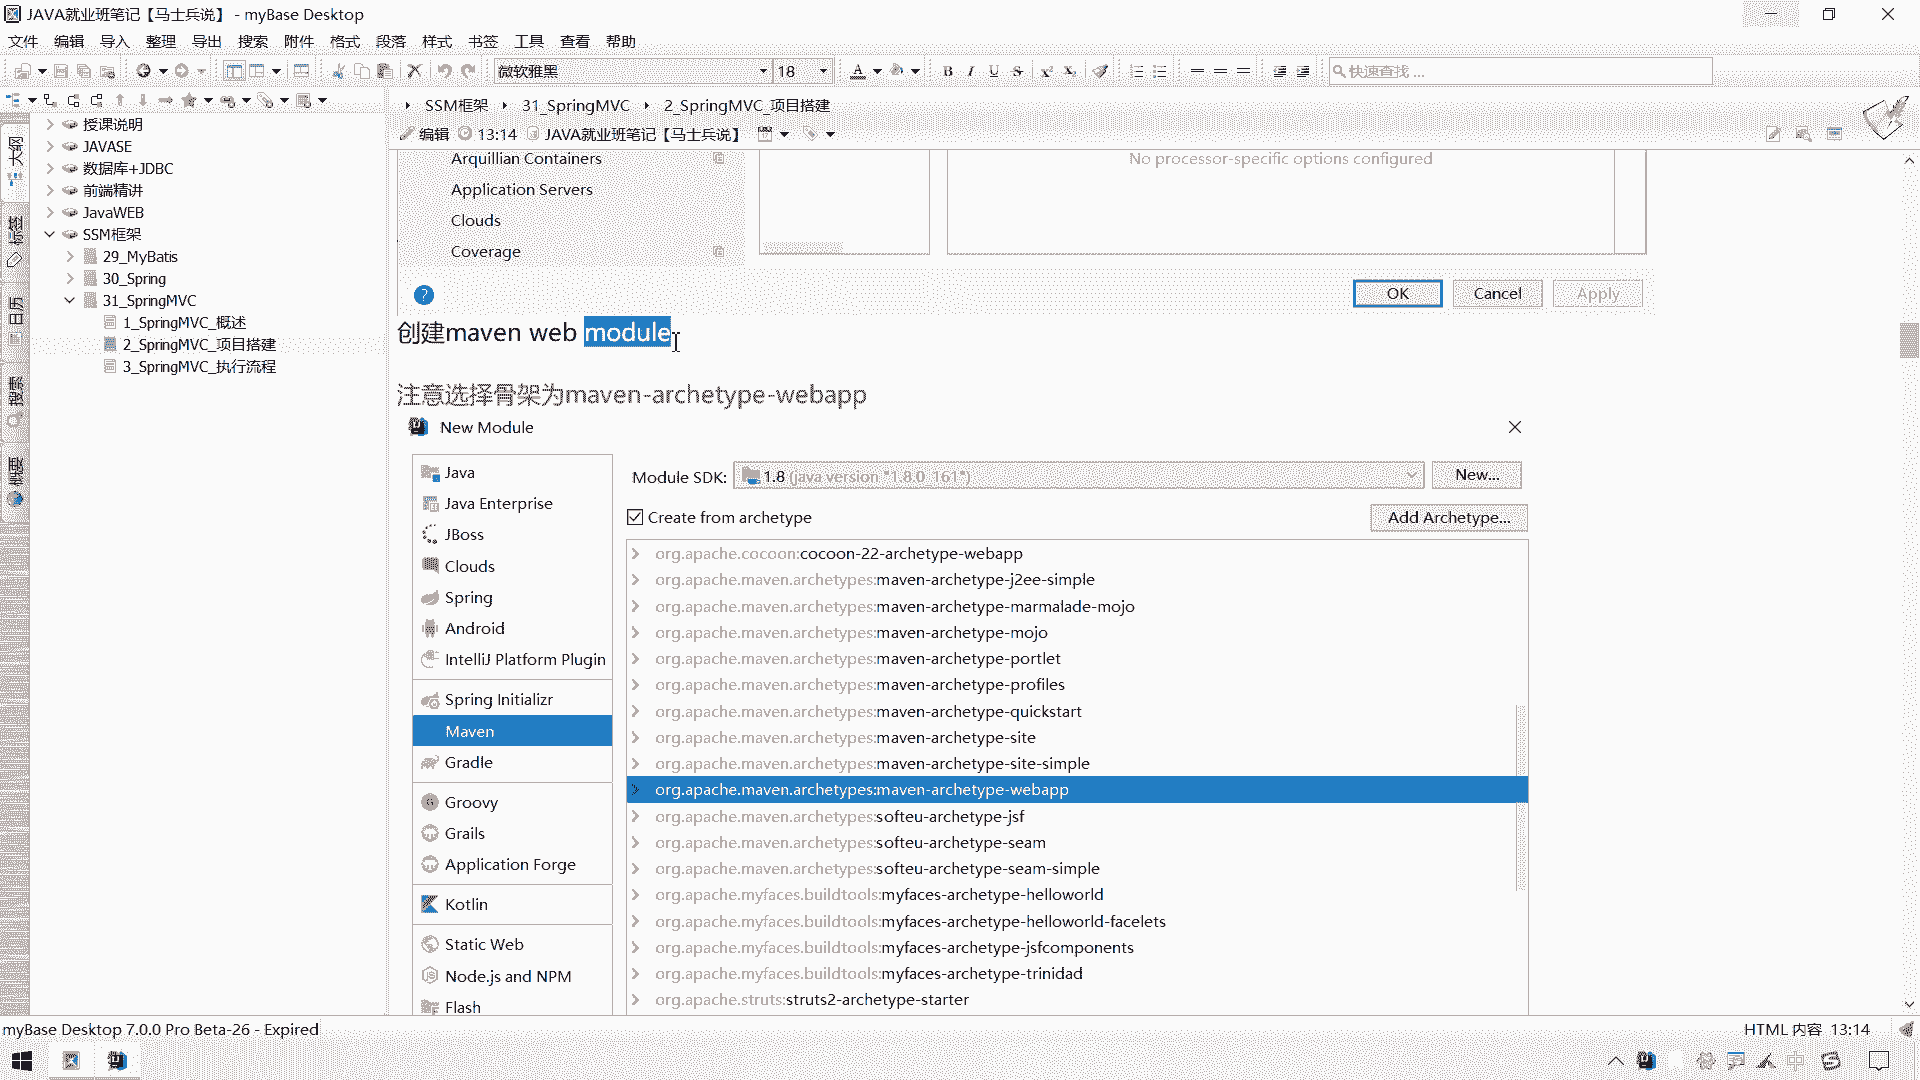 JAVA就业班笔记【马士兵说】 - myBase Desktop
文件 编辑 导入 整理 导出 搜索 附件 格式 段落 样式 书签 工具 查看 帮助
微软雅黑 18 B I U S 快速查找 ...
SSM框架 31_SpringMVC 2_SpringMVC_项目搭建
编辑 13:14 JAVA就业班笔记【马士兵说】
大纲
标签
日历
搜索
授课说明
JAVASE
数据库+JDBC
前端精讲
JavaWEB
SSM框架
29_MyBatis
30_Spring
31_SpringMVC
1_SpringMVC_概述
2_SpringMVC_项目搭建
3_SpringMVC_执行流程
Arquillian Containers
Application Servers
Clouds
Coverage
No processor-specific options configured
OK Cancel Apply
创建maven web module
注意选择骨架为maven-archetype-webapp
New Module
Java
Java Enterprise
JBoss
Clouds
Spring
Android
IntelliJ Platform Plugin
Spring Initializr
Maven
Gradle
Groovy
Grails
Application Forge
Kotlin
Static Web
Node.js and NPM
Flash
Module SDK: 1.8 (java version "1.8.0_161") New...
Create from archetype Add Archetype...
org.apache.cocoon:cocoon-22-archetype-webapp
org.apache.maven.archetypes:maven-archetype-j2ee-simple
org.apache.maven.archetypes:maven-archetype-marmalade-mojo
org.apache.maven.archetypes:maven-archetype-mojo
org.apache.maven.archetypes:maven-archetype-portlet
org.apache.maven.archetypes:maven-archetype-profiles
org.apache.maven.archetypes:maven-archetype-quickstart
org.apache.maven.archetypes:maven-archetype-site
org.apache.maven.archetypes:maven-archetype-site-simple
org.apache.maven.archetypes:maven-archetype-webapp
org.apache.maven.archetypes:softeu-archetype-jsf
org.apache.maven.archetypes:softeu-archetype-seam
org.apache.maven.archetypes:softeu-archetype-seam-simple
org.apache.myfaces.buildtools:myfaces-archetype-helloworld
org.apache.myfaces.buildtools:myfaces-archetype-helloworld-facelets
org.apache.myfaces.buildtools:myfaces-archetype-jsfcomponents
org.apache.myfaces.buildtools:myfaces-archetype-trinidad
org.apache.struts:struts2-archetype-starter
myBase Desktop 7.0.0 Pro Beta-26 - Expired
HTML 内容 13:14
中